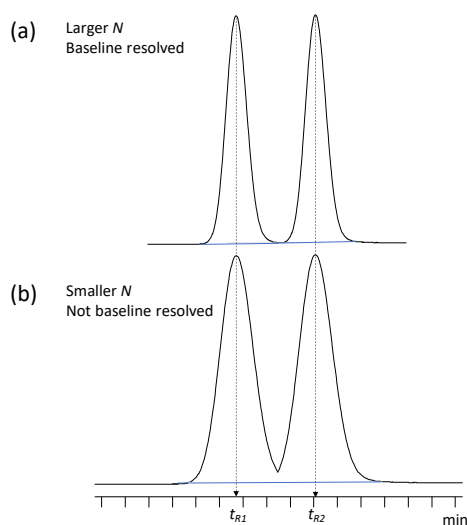 (a)
Larger N
Baseline resolved
(b)
Smaller N
Not baseline resolved
tR1
tR2
min